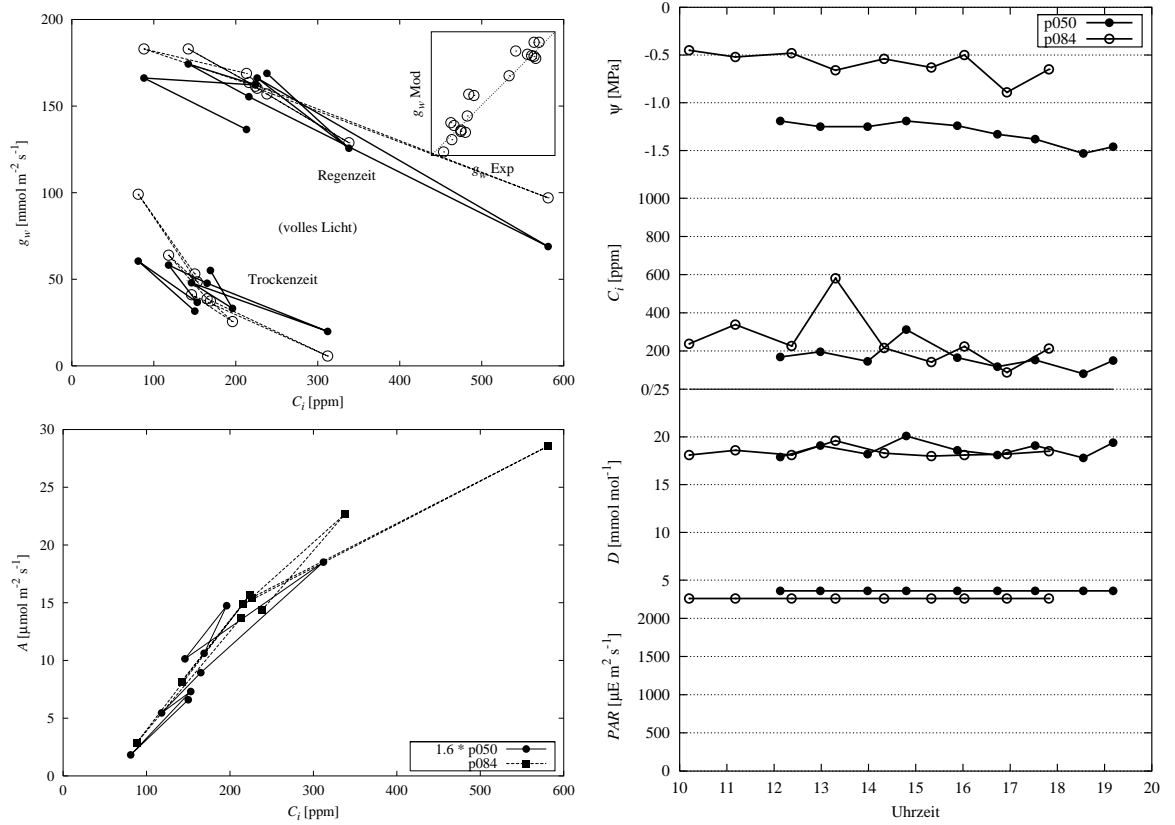 200
150
100
50
0
g_w [mmol m⁻² s⁻¹]
0 100 200 300 400 500 600
C_i [ppm]
g_w Mod
g_w Exp
Regenzeit
(volles Licht)
Trockenzeit
30
25
20
15
10
5
0
A [µmol m⁻² s⁻¹]
0 100 200 300 400 500 600
C_i [ppm]
1.6 * p050
p084
p050
p084
0
-0.5
-1.0
-1.5
ψ [MPa]
1000
800
600
400
200
0/25
C_i [ppm]
20
15
10
5
D [mmol mol⁻¹]
2000
1500
1000
500
0
PAR [µE m² s⁻¹]
10 11 12 13 14 15 16 17 18 19 20
Uhrzeit